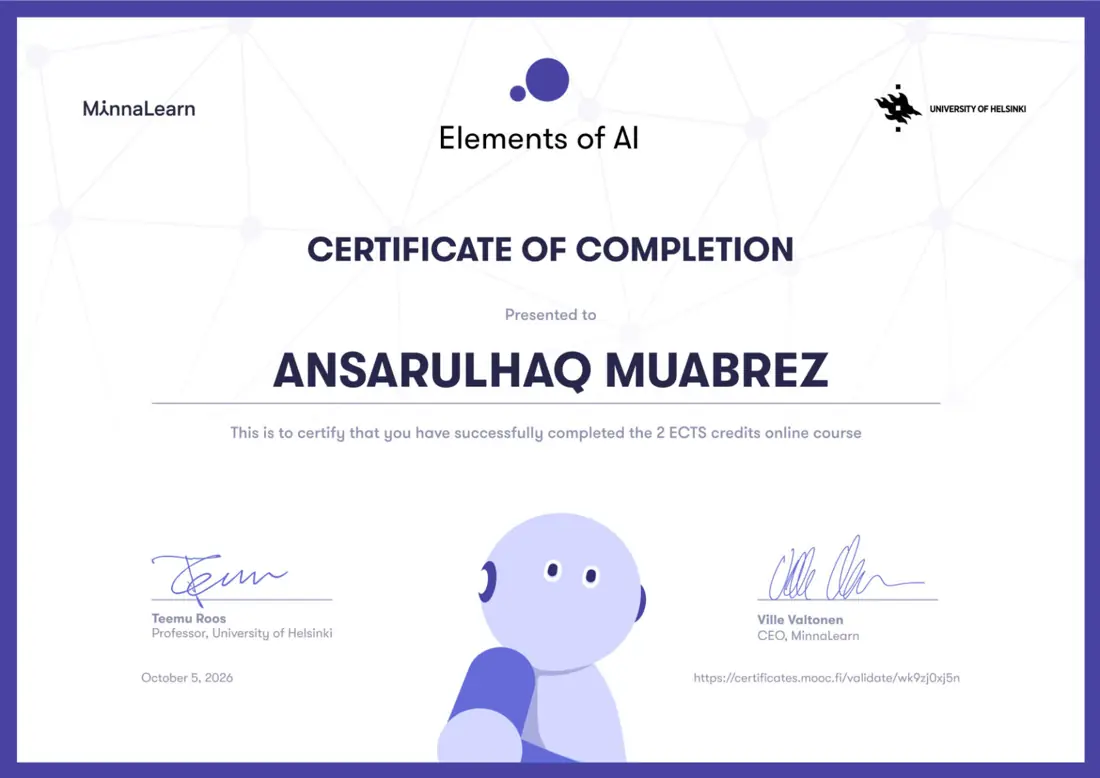 MinnaLearn
Elements of AI
UNIVERSITY OF HELSINKI
CERTIFICATE OF COMPLETION
Presented to
ANSARULHAQ MUABREZ
This is to certify that you have successfully completed the 2 ECTS credits online course
Teemu Roos
Professor, University of Helsinki
Ville Valtonen
CEO, MinnaLearn
October 5, 2026
https://certificates.mooc.fi/validate/wk9zj0xj5n